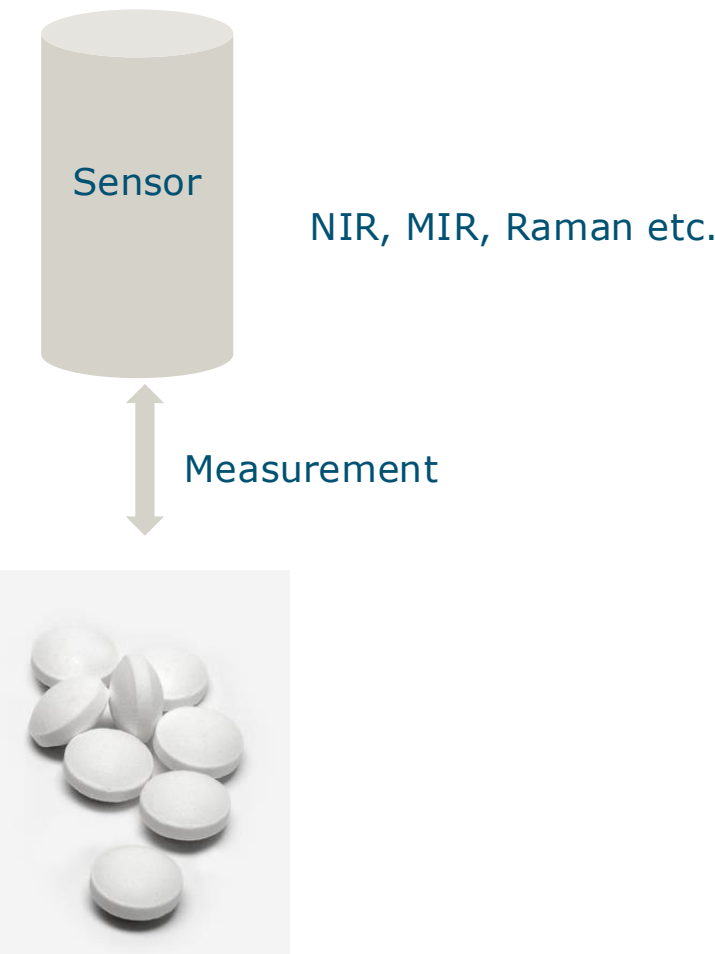 Sensor
NIR, MIR, Raman etc.
Measurement